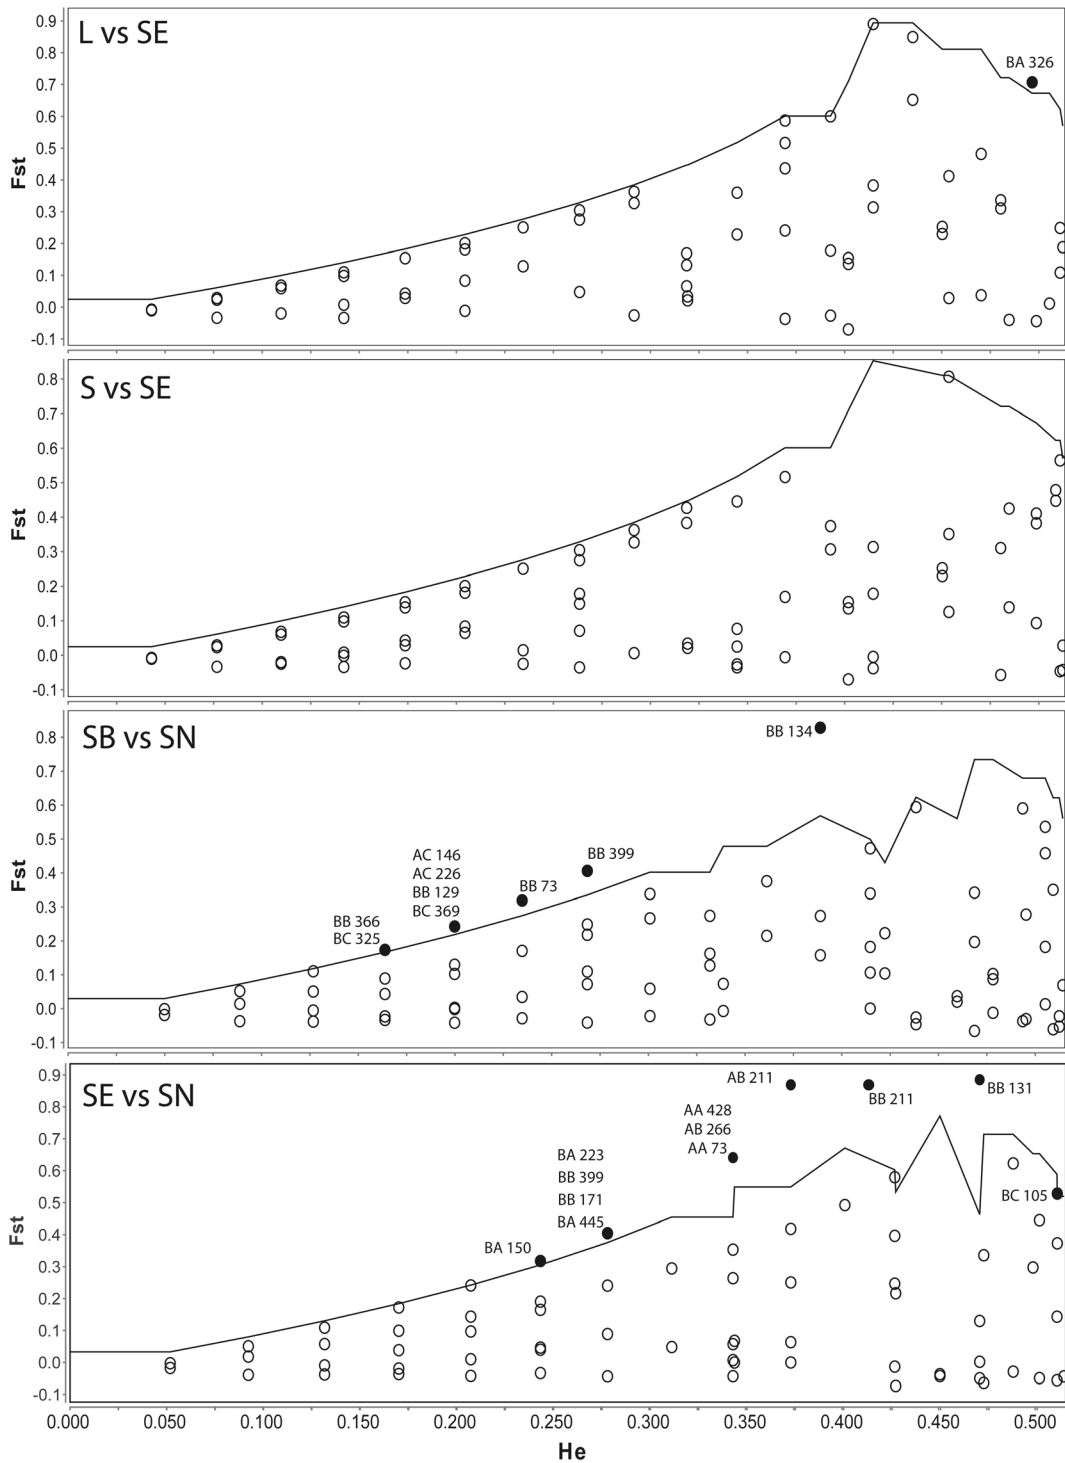 L vs SE
0.9
0.8
0.7
0.6
0.5
0.4
0.3
0.2
0.1
0.0
-0.1
Fst
BA 326
S vs SE
0.8
0.7
0.6
0.5
0.4
0.3
0.2
0.1
0.0
-0.1
Fst
SB vs SN
0.8
0.7
0.6
0.5
0.4
0.3
0.2
0.1
0.0
-0.1
Fst
BB 134
AC 146
AC 226
BB 129
BC 369
BB 399
BB 73
BB 366
BC 325
SE vs SN
0.9
0.8
0.7
0.6
0.5
0.4
0.3
0.2
0.1
0.0
-0.1
Fst
AB 211
BB 211
BB 131
AA 428
AB 266
AA 73
BA 223
BB 399
BB 171
BA 445
BA 150
BC 105
0.000 0.050 0.100 0.150 0.200 0.250 0.300 0.350 0.400 0.450 0.500
He